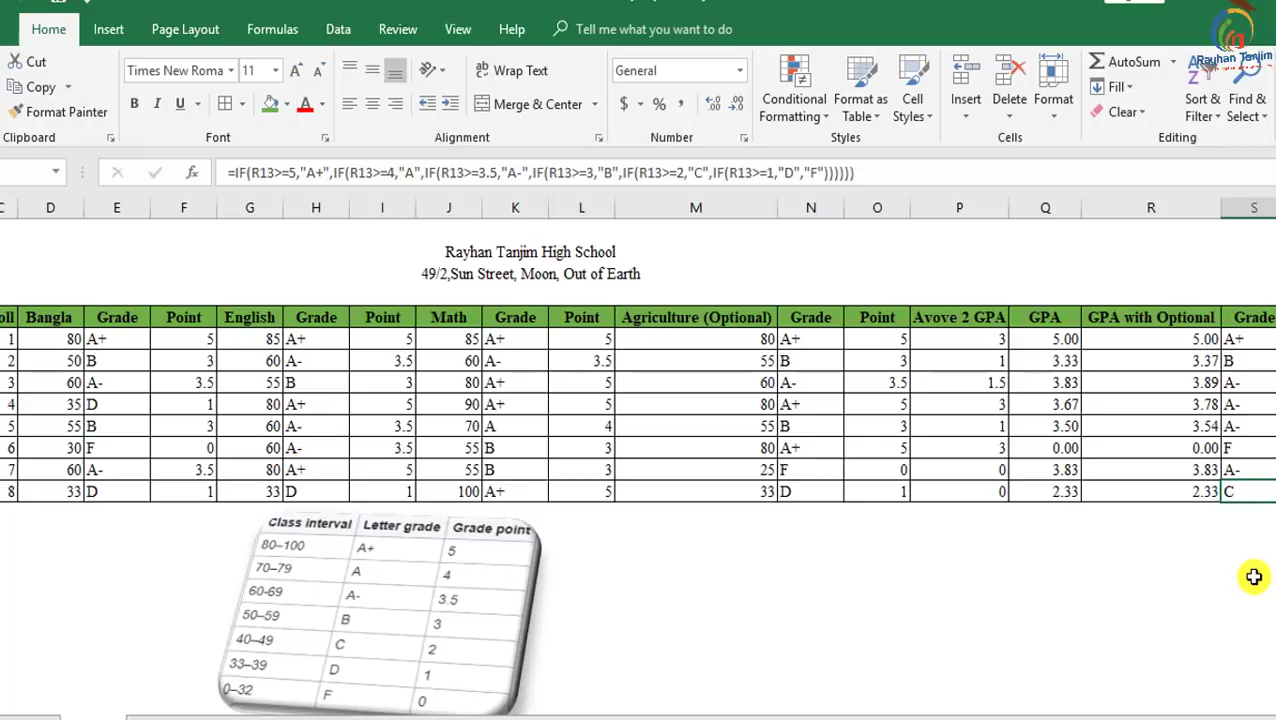 Rayhan Tanjim
Home Insert Page Layout Formulas Data Review View Help Tell me what you want to do
Cut
Copy
Format Painter
Clipboard
Times New Roma 11
B I U
Font
Wrap Text
Merge & Center
Alignment
General
$ % ,
Number
Conditional Formatting
Format as Table
Cell Styles
Styles
Insert Delete Format
Cells
AutoSum
Fill
Clear
Sort & Filter
Find & Select
Editing
fx =IF(R13>=5,"A+",IF(R13>=4,"A",IF(R13>=3.5,"A-",IF(R13>=3,"B",IF(R13>=2,"C",IF(R13>=1,"D","F"))))))
C D E F G H I J K L M N O P Q R S
Rayhan Tanjim High School
49/2,Sun Street, Moon, Out of Earth
oll Bangla Grade Point English Grade Point Math Grade Point Agriculture (Optional) Grade Point Avove 2 GPA GPA GPA with Optional Grade
1 80 A+ 5 85 A+ 5 85 A+ 5 80 A+ 5 3 5.00 5.00 A+
2 50 B 3 60 A- 3.5 60 A- 3.5 55 B 3 1 3.33 3.37 B
3 60 A- 3.5 55 B 3 80 A+ 5 60 A- 3.5 1.5 3.83 3.89 A-
4 35 D 1 80 A+ 5 90 A+ 5 80 A+ 5 3 3.67 3.78 A-
5 55 B 3 60 A- 3.5 70 A 4 55 B 3 1 3.50 3.54 A-
6 30 F 0 60 A- 3.5 55 B 3 80 A+ 5 3 0.00 0.00 F
7 60 A- 3.5 80 A+ 5 55 B 3 25 F 0 0 3.83 3.83 A-
8 33 D 1 33 D 1 100 A+ 5 33 D 1 0 2.33 2.33 C
Class interval Letter grade Grade point
80–100 A+ 5
70–79 A 4
60-69 A- 3.5
50–59 B 3
40–49 C 2
33–39 D 1
0–32 F 0